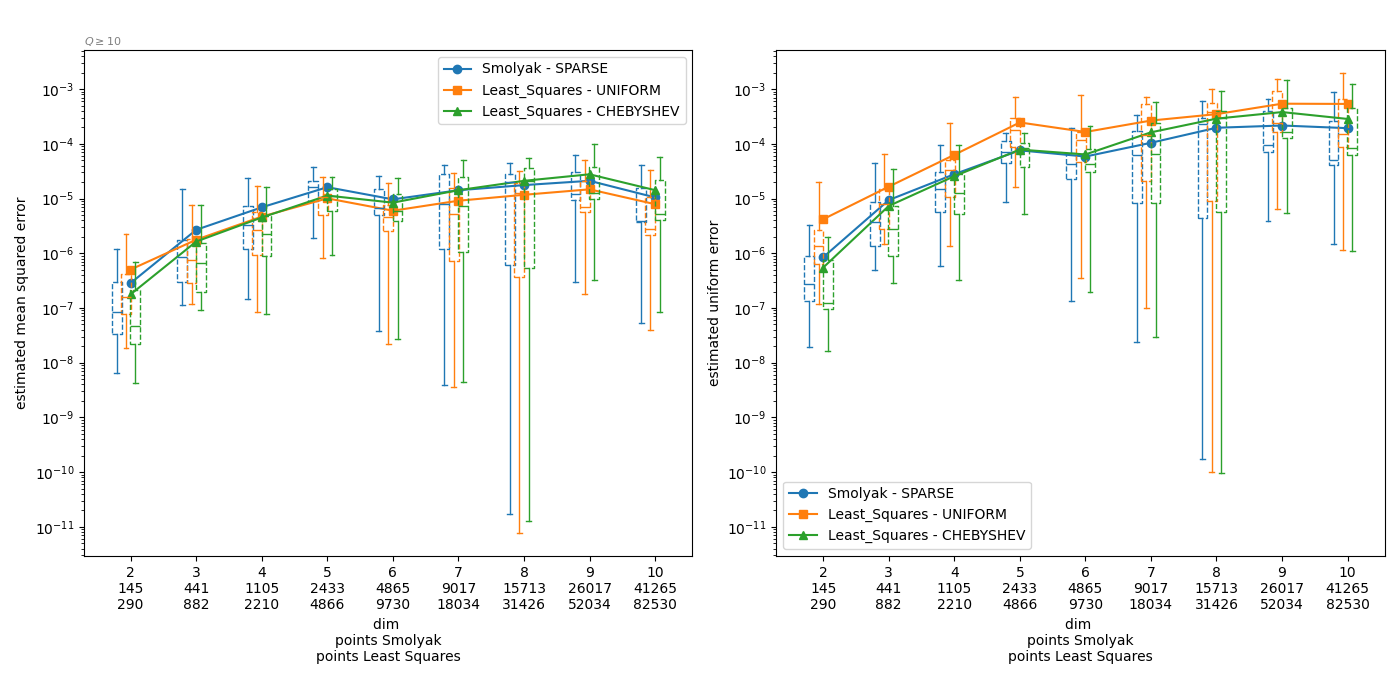 Q ≥ 10
estimated mean squared error
10⁻³
10⁻⁴
10⁻⁵
10⁻⁶
10⁻⁷
10⁻⁸
10⁻⁹
10⁻¹⁰
10⁻¹¹
Smolyak - SPARSE
Least_Squares - UNIFORM
Least_Squares - CHEBYSHEV
2 3 4 5 6 7 8 9 10
145 441 1105 2433 4865 9017 15713 26017 41265
290 882 2210 4866 9730 18034 31426 52034 82530
dim
points Smolyak
points Least Squares
estimated uniform error
10⁻³
10⁻⁴
10⁻⁵
10⁻⁶
10⁻⁷
10⁻⁸
10⁻⁹
10⁻¹⁰
10⁻¹¹
Smolyak - SPARSE
Least_Squares - UNIFORM
Least_Squares - CHEBYSHEV
2 3 4 5 6 7 8 9 10
145 441 1105 2433 4865 9017 15713 26017 41265
290 882 2210 4866 9730 18034 31426 52034 82530
dim
points Smolyak
points Least Squares